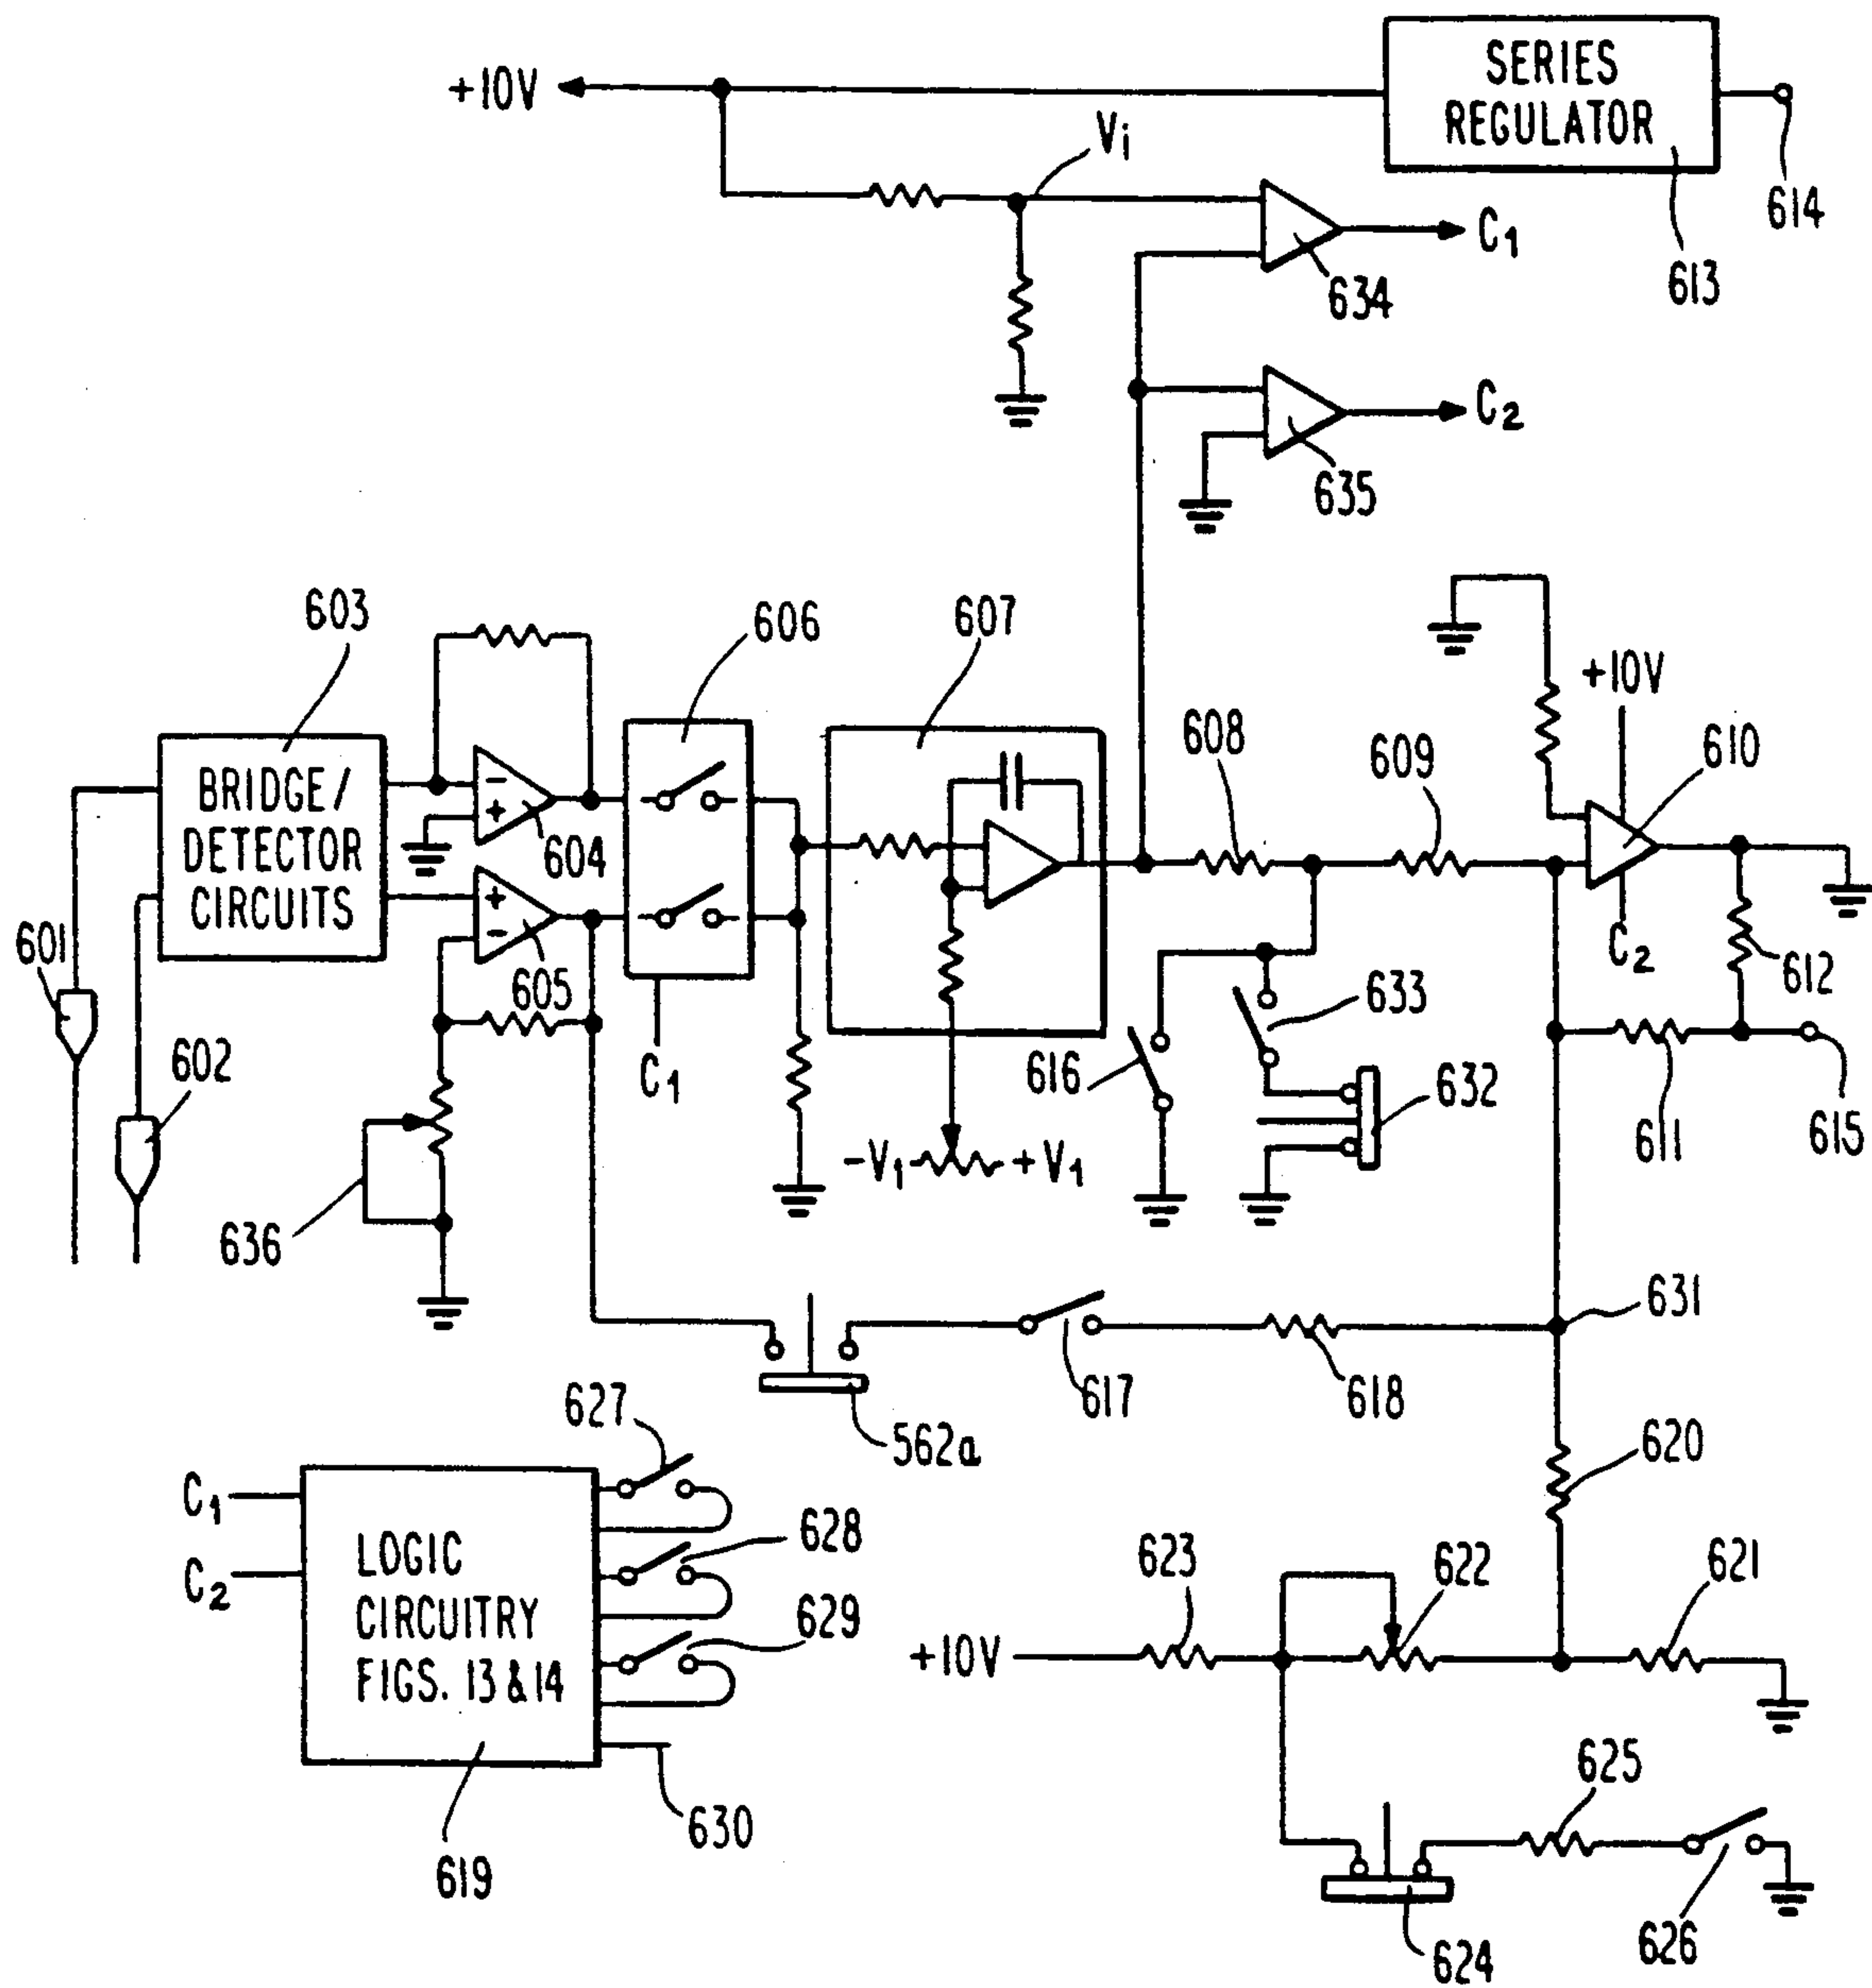 SERIES
REGULATOR
+10V
Vi
614
C1
634
613
C2
635
603
606
607
+10V
608
609
610
BRIDGE/
DETECTOR
CIRCUITS
-
+
604
+
-
605
C2
601
612
633
602
C1
616
632
611
615
-V1
+V1
636
631
617
618
627
562a
620
C1
628
LOGIC
CIRCUITRY
FIGS. 13 & 14
C2
623
622
621
629
+10V
625
630
619
624
626